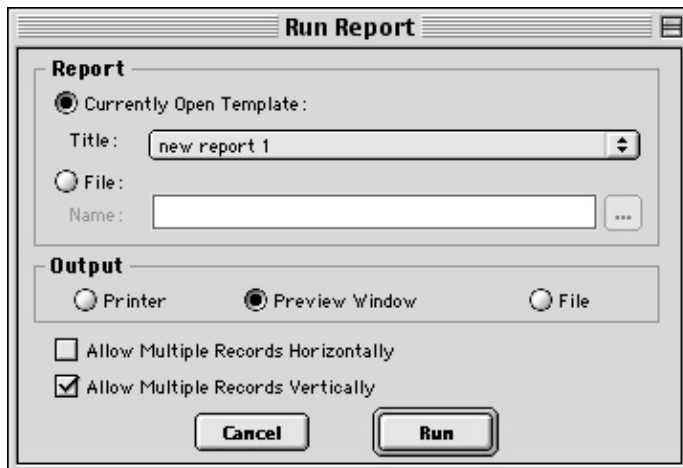 Run Report
Report
Currently Open Template:
Title: new report 1
File:
Name: ...
Output
Printer Preview Window File
Allow Multiple Records Horizontally
Allow Multiple Records Vertically
Cancel Run